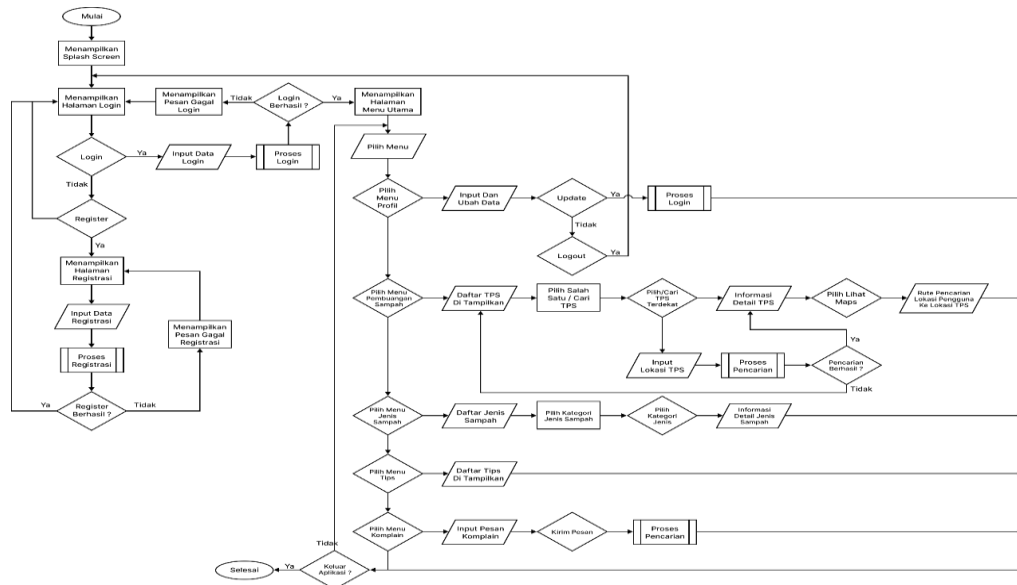 Mulai
Menampilkan
Splash Screen
Menampilkan
Halaman Login
Menampilkan
Pesan Gagal
Login
Tidak
Login
Berhasil ?
Ya
Menampilkan
Halaman
Menu Utama
Login
Ya
Input Data
Login
Proses
Login
Pilih Menu
Tidak
Register
Ya
Pilih
Menu
Profil
Input Dan
Ubah Data
Update
Ya
Proses
Login
Tidak
Logout
Ya
Menampilkan
Halaman
Registrasi
Input Data
Registrasi
Menampilkan
Pesan Gagal
Registrasi
Proses
Registrasi
Ya
Register
Berhasil ?
Tidak
Pilih Menu
Pembuangan
Sampah
Daftar TPS
Di Tampilkan
Pilih Salah
Satu / Cari
TPS
Pilih/Cari
TPS
Terdekat
Informasi
Detail TPS
Pilih Lihat
Maps
Rute Pencarian
Lokasi Pengguna
Ke Lokasi TPS
Ya
Input
Lokasi TPS
Proses
Pencarian
Pencarian
Berhasil ?
Tidak
Pilih Menu
Jenis
Sampah
Daftar Jenis
Sampah
Pilih Kategori
Jenis Sampah
Pilih
Kategori
Jenis
Informasi
Detail Jenis
Sampah
Pilih Menu
Tips
Daftar Tips
Di Tampilkan
Pilih Menu
Komplain
Input Pesan
Komplain
Kirim Pesan
Proses
Pencarian
Tidak
Selesai
Ya
Keluar
Aplikasi ?